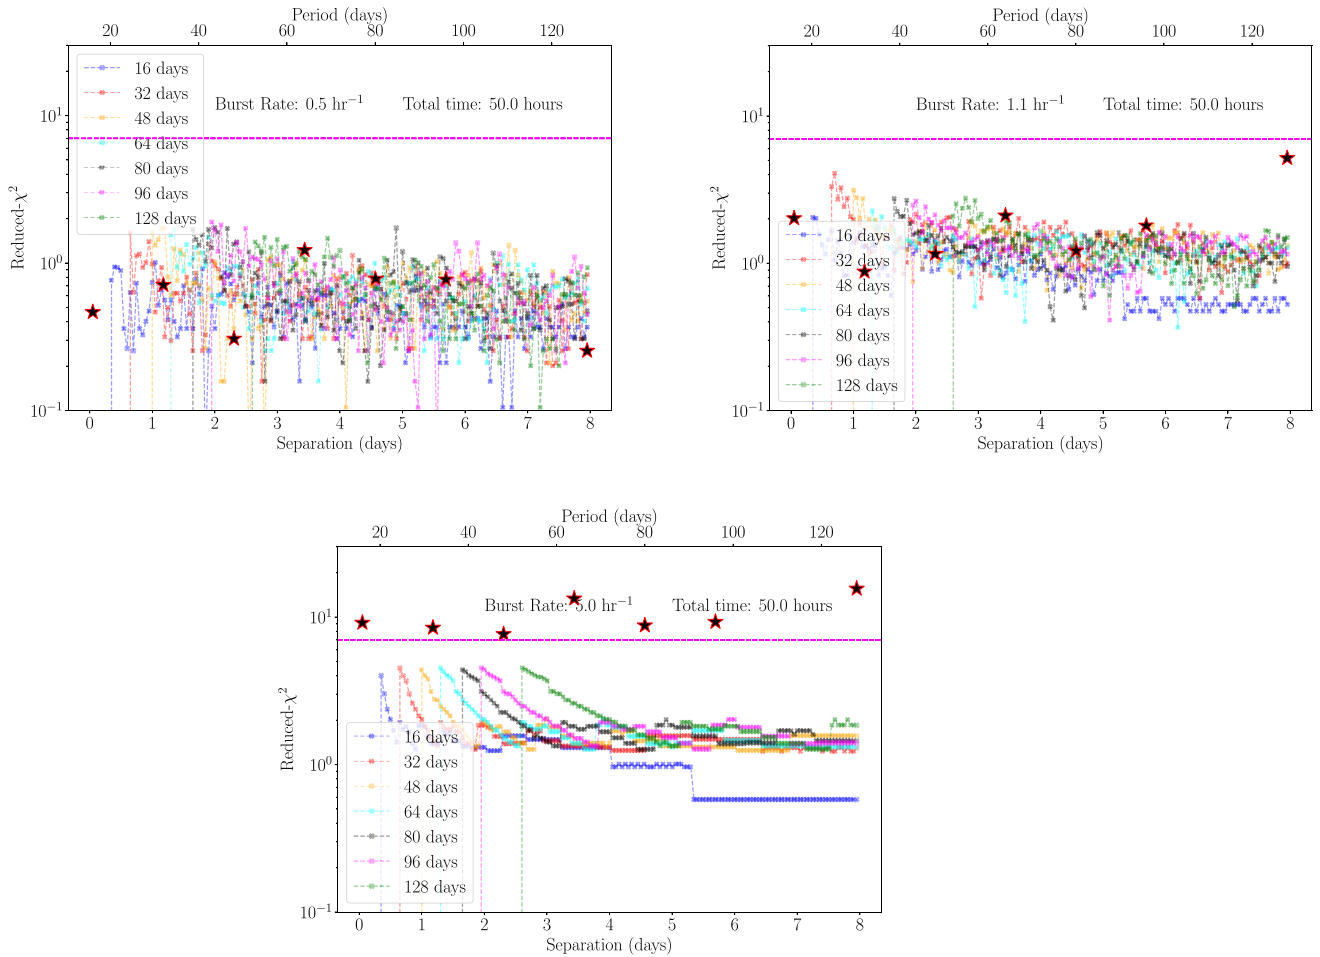 Period (days)
20 40 60 80 100 120
16 days
32 days
48 days
64 days
80 days
96 days
128 days
Burst Rate: 0.5 hr⁻¹ Total time: 50.0 hours
10¹
10⁰
10⁻¹
Reduced-χ²
0 1 2 3 4 5 6 7 8
Separation (days)
Period (days)
20 40 60 80 100 120
Burst Rate: 1.1 hr⁻¹ Total time: 50.0 hours
16 days
32 days
48 days
64 days
80 days
96 days
128 days
10¹
10⁰
10⁻¹
Reduced-χ²
0 1 2 3 4 5 6 7 8
Separation (days)
Period (days)
20 40 60 80 100 120
Burst Rate: 5.0 hr⁻¹ Total time: 50.0 hours
16 days
32 days
48 days
64 days
80 days
96 days
128 days
10¹
10⁰
10⁻¹
Reduced-χ²
0 1 2 3 4 5 6 7 8
Separation (days)